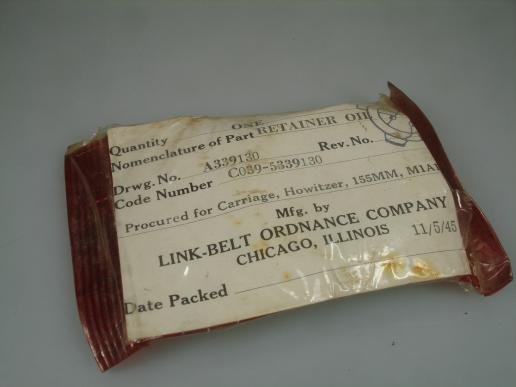 Quantity ONE
Nomenclature of Part RETAINER OIL
Drwg. No. A339130 Rev. No.
Code Number C039-5339130
Procured for Carriage, Howitzer, 155MM, M1A1
Mfg. by
LINK-BELT ORDNANCE COMPANY
CHICAGO, ILLINOIS 11/5/45
Date Packed